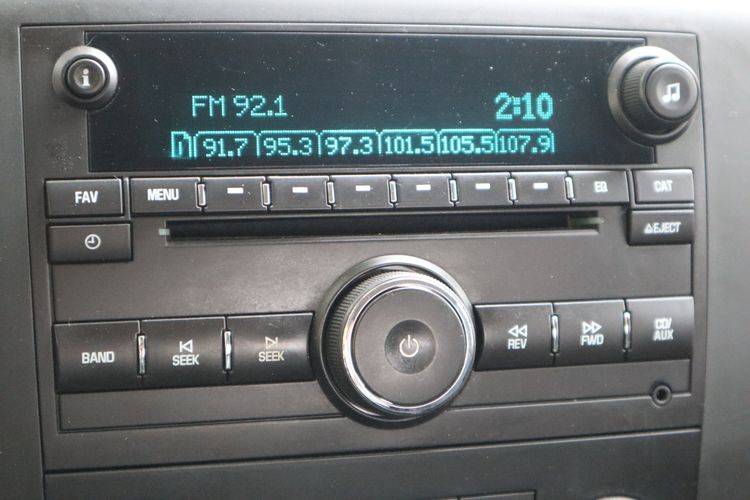 FM 92.1 2:10
91.7 95.3 97.3 101.5 105.5 107.9
FAV MENU EQ CAT
EJECT
BAND SEEK SEEK REV FWD CD/AUX